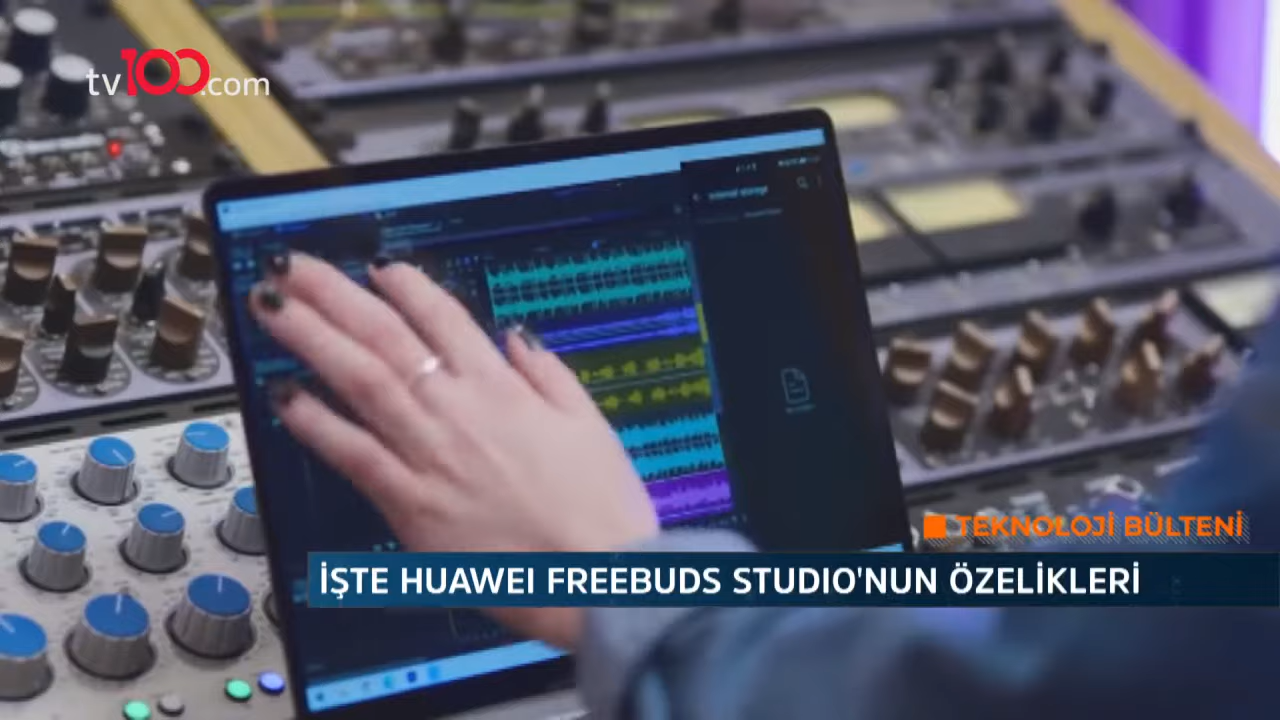 tv100.com
TEKNOLOJİ BÜLTENİ
İŞTE HUAWEI FREEBUDS STUDIO'NUN ÖZELİKLERİ